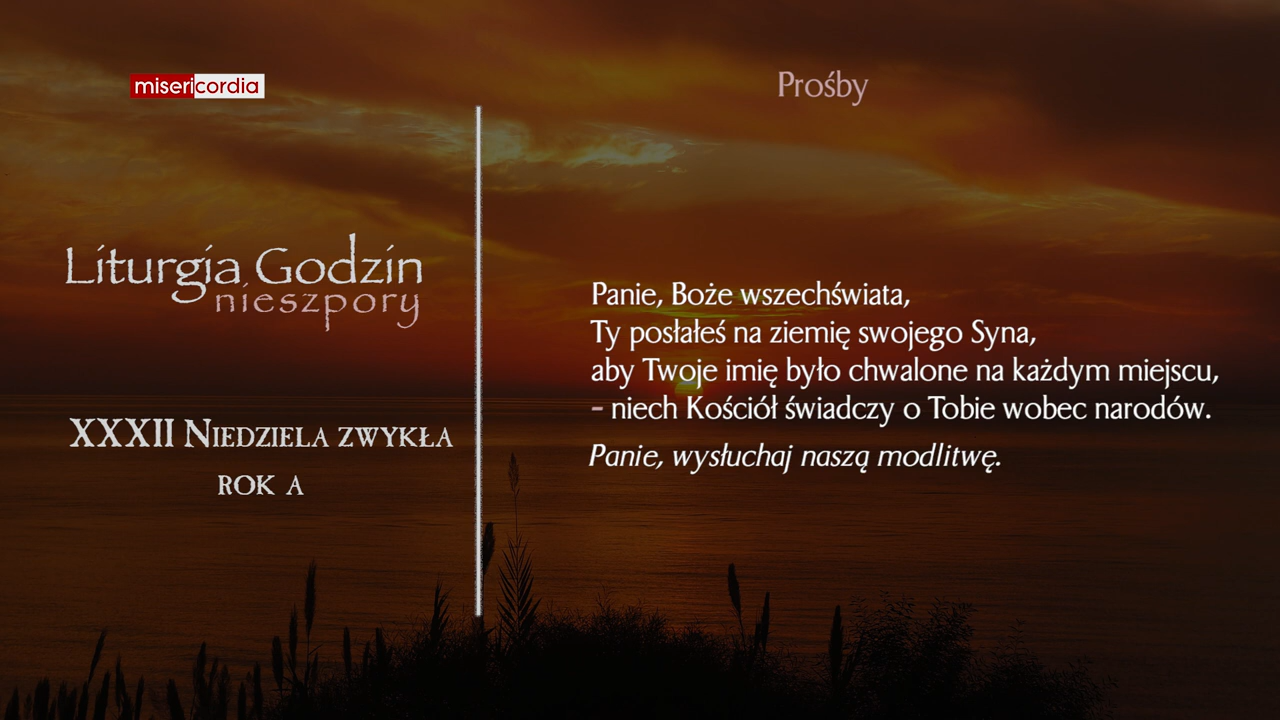 misericordia
Prośby
Liturgia Godzin
nieszpory
XXXII Niedziela zwykła
rok a
Panie, Boże wszechświata,
Ty posłałeś na ziemię swojego Syna,
aby Twoje imię było chwalone na każdym miejscu,
- niech Kościół świadczy o Tobie wobec narodów.
Panie, wysłuchaj naszą modlitwę.